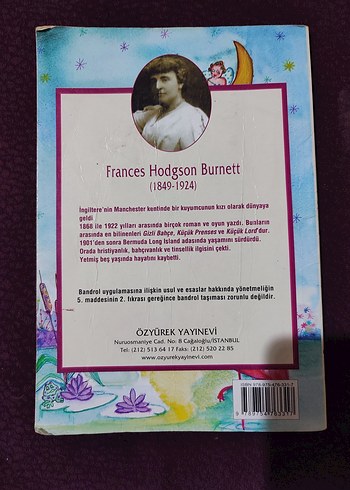 Frances Hodgson Burnett
(1849-1924)
İngiltere'nin Manchester kentinde bir kuyumcunun kızı olarak dünyaya
geldi
1868 ile 1922 yılları arasında birçok roman ve oyun yazdı. Bunların
arasında en bilinenleri Gizli Bahçe, Küçük Prenses ve Küçük Lord'dur.
1901'den sonra Bermuda Long Island adasında yaşamını sürdürdü.
Orada hristiyanlık, bahçıvanlık ve tinsellik ilgisini çekti.
Yetmiş beş yaşında hayatını kaybetti.
Bandrol uygulamasına ilişkin usul ve esaslar hakkında yönetmeliğin
5. maddesinin 2. fıkrası gereğince bandrol taşıması zorunlu değildir.
ÖZYÜREK YAYINEVİ
Nuruosmaniye Cad. No: 8 Cağaloğlu/İSTANBUL
Tel: (212) 513 64 17 Faks: (212) 520 22 85
www.ozyurekyayinevi.com